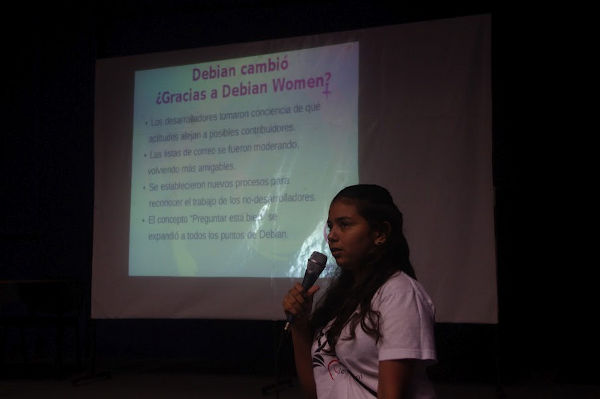 Debian cambió
¿Gracias a Debian Women?
• Los desarrolladores tomaron conciencia de qué
actitudes alejan a posibles contribuidores.
• Las listas de correo se fueron moderando,
volviendo más amigables.
• Se establecieron nuevos procesos para
reconocer el trabajo de los no-desarrolladores.
• El concepto "Preguntar está bien" se
expandió a todos los puntos de Debian.